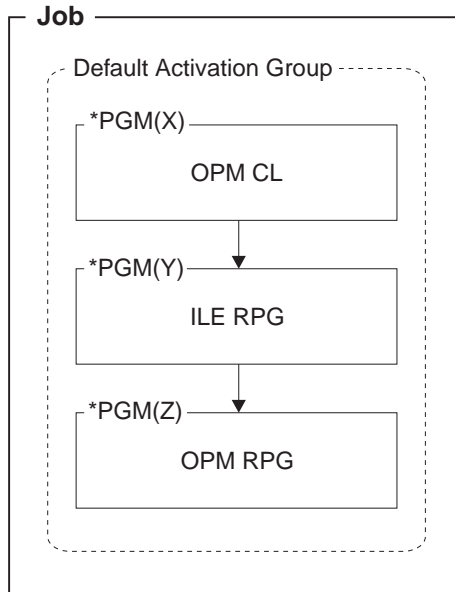 Job
Default Activation Group
*PGM(X)
OPM CL
*PGM(Y)
ILE RPG
*PGM(Z)
OPM RPG